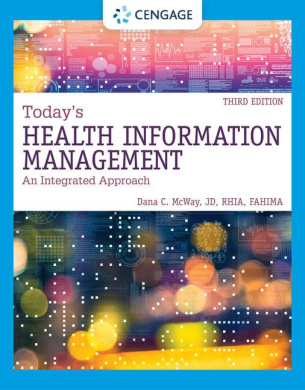 CENGAGE
THIRD EDITION
Today's
HEALTH INFORMATION
MANAGEMENT
An Integrated Approach
Dana C. McWay, JD, RHIA, FAHIMA